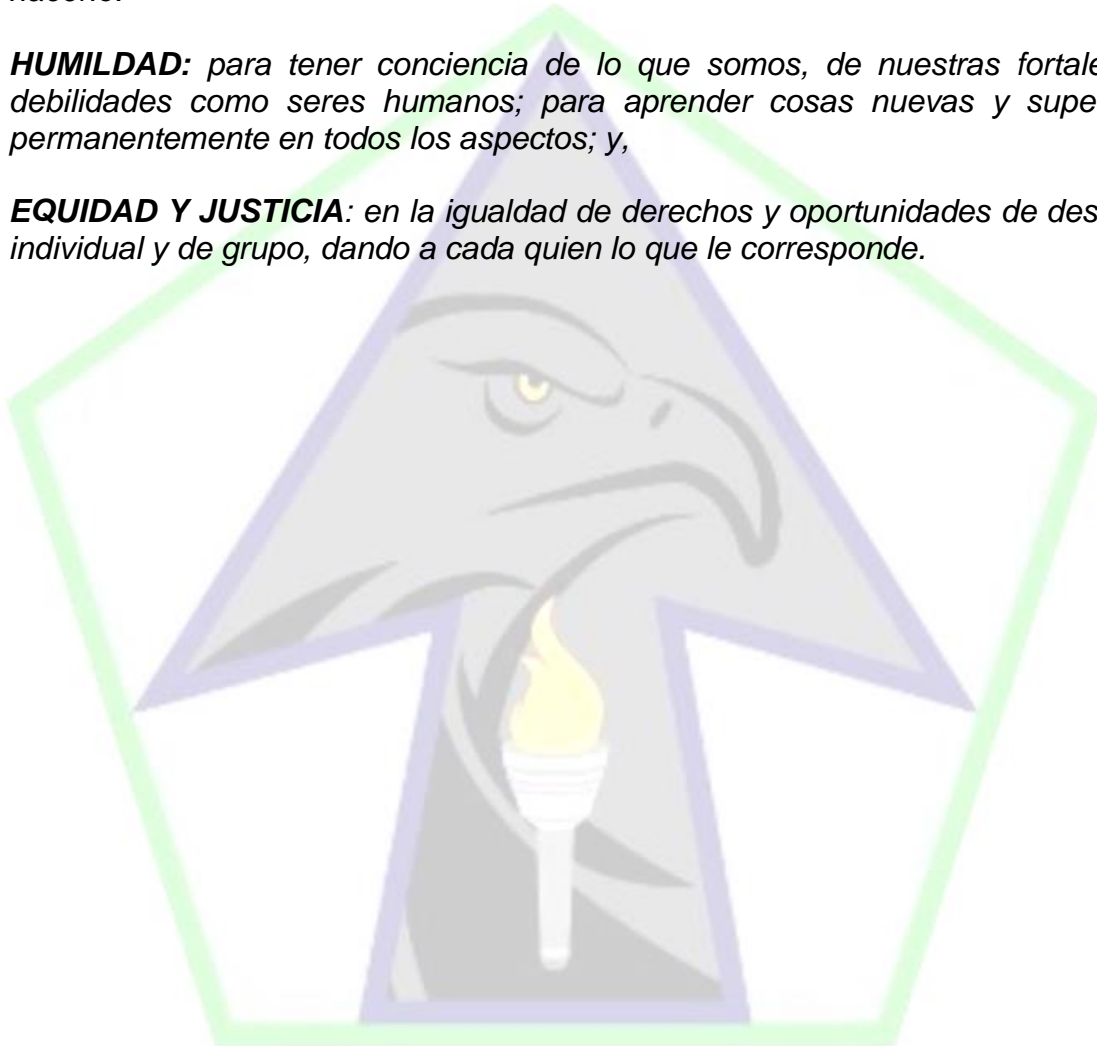 HUMILDAD: para tener conciencia de lo que somos, de nuestras
debilidades como seres humanos; para aprender cosas nuevas y
permanentemente en todos los aspectos; y,
EQUIDAD Y JUSTICIA: en la igualdad de derechos y oportunidades de
individual y de grupo, dando a cada quien lo que le corresponde.